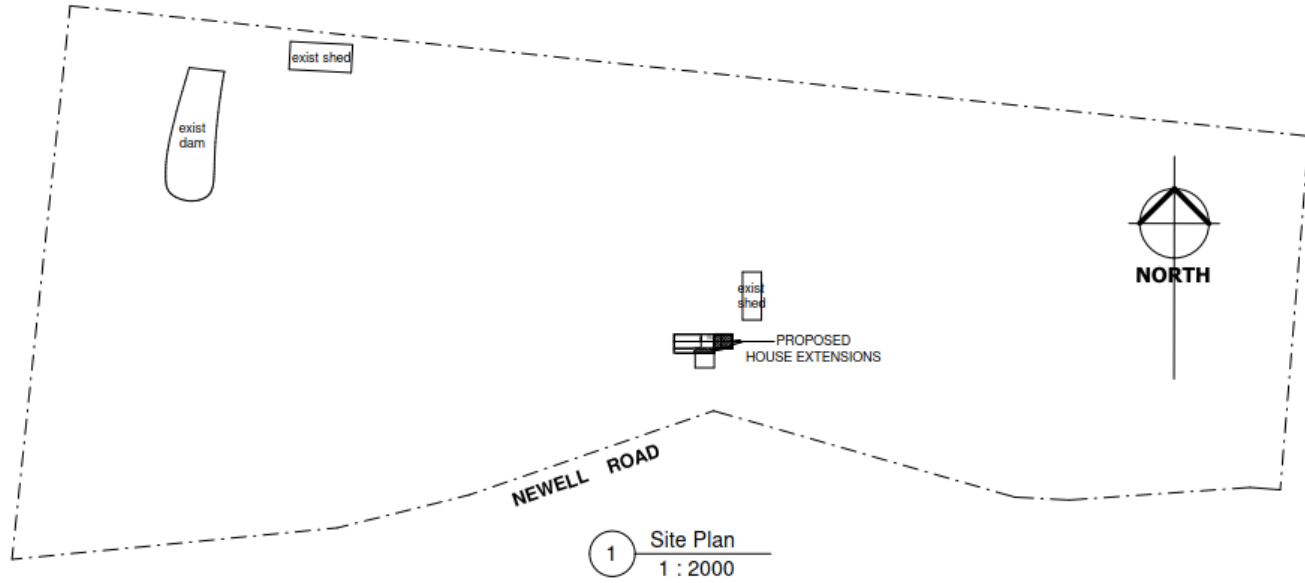 exist shed
exist
dam
NORTH
exist
shed
PROPOSED
HOUSE EXTENSIONS
NEWELL ROAD
1
Site Plan
1 : 2000